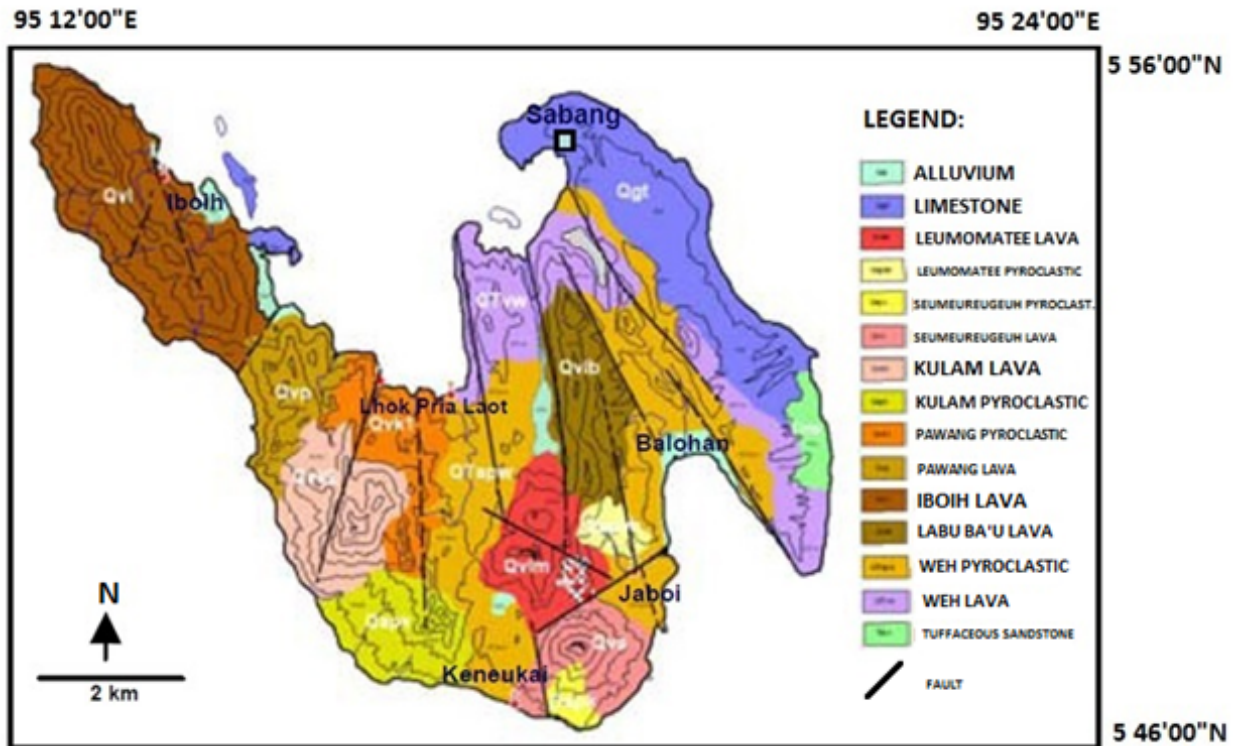 95 12'00"E
95 24'00"E
5 56'00"N
Sabang
LEGEND:
ALLUVIUM
LIMESTONE
LEUMOMATEE LAVA
LEUMOMATEE PYROCLASTIC
SEUMEUREUGEUH PYROCLAST.
SEUMEUREUGEUH LAVA
KULAM LAVA
KULAM PYROCLASTIC
PAWANG PYROCLASTIC
PAWANG LAVA
IBOIH LAVA
LABU BA'U LAVA
WEH PYROCLASTIC
WEH LAVA
TUFFACEOUS SANDSTONE
FAULT
Qvi
Iboih
Qgt
QTvw
Qvlb
Qvp
Lhok Pria Laot
Qvk1
Balohan
QTspw
Qvlm
Jaboi
Qvs
Keneukai
N
2 km
5 46'00"N